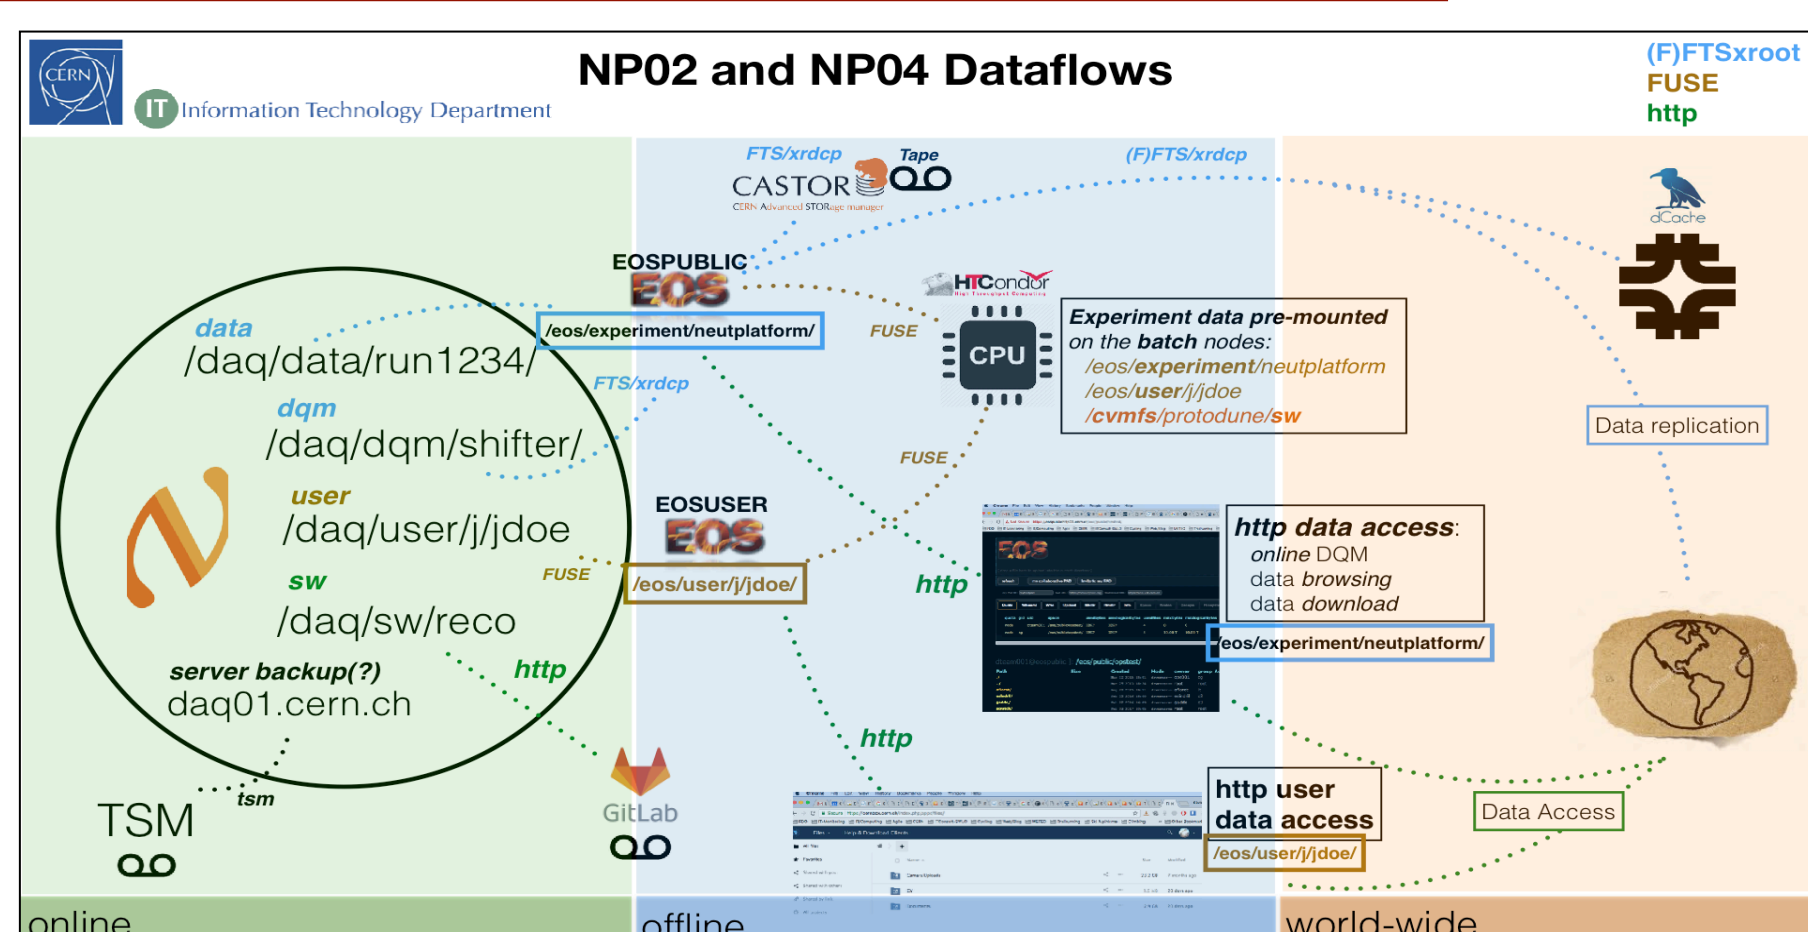 CERN
IT Information Technology Department
NP02 and NP04 Dataflows
(F)FTSxroot
FUSE
http
FTS/xrdcp
Tape
(F)FTS/xrdcp
CASTOR
CERN Advanced STORage manager
dCache
EOSPUBLIC
EOS
/eos/experiment/neutplatform/
HTCondor
High Throughput Computing
FUSE
CPU
Experiment data pre-mounted
on the batch nodes:
/eos/experiment/neutplatform
/eos/user/j/jdoe
/cvmfs/protodune/sw
data
/daq/data/run1234/
FTS/xrdcp
dqm
/daq/dqm/shifter/
Data replication
FUSE
user
/daq/user/j/jdoe
EOSUSER
EOS
FUSE
/eos/user/j/jdoe/
sw
/daq/sw/reco
http
EOS
http data access:
online DQM
data browsing
data download
/eos/experiment/neutplatform/
server backup(?)
daq01.cern.ch
http
http
tsm
TSM
GitLab
http user
data access
/eos/user/j/jdoe/
Data Access
online
offline
world-wide